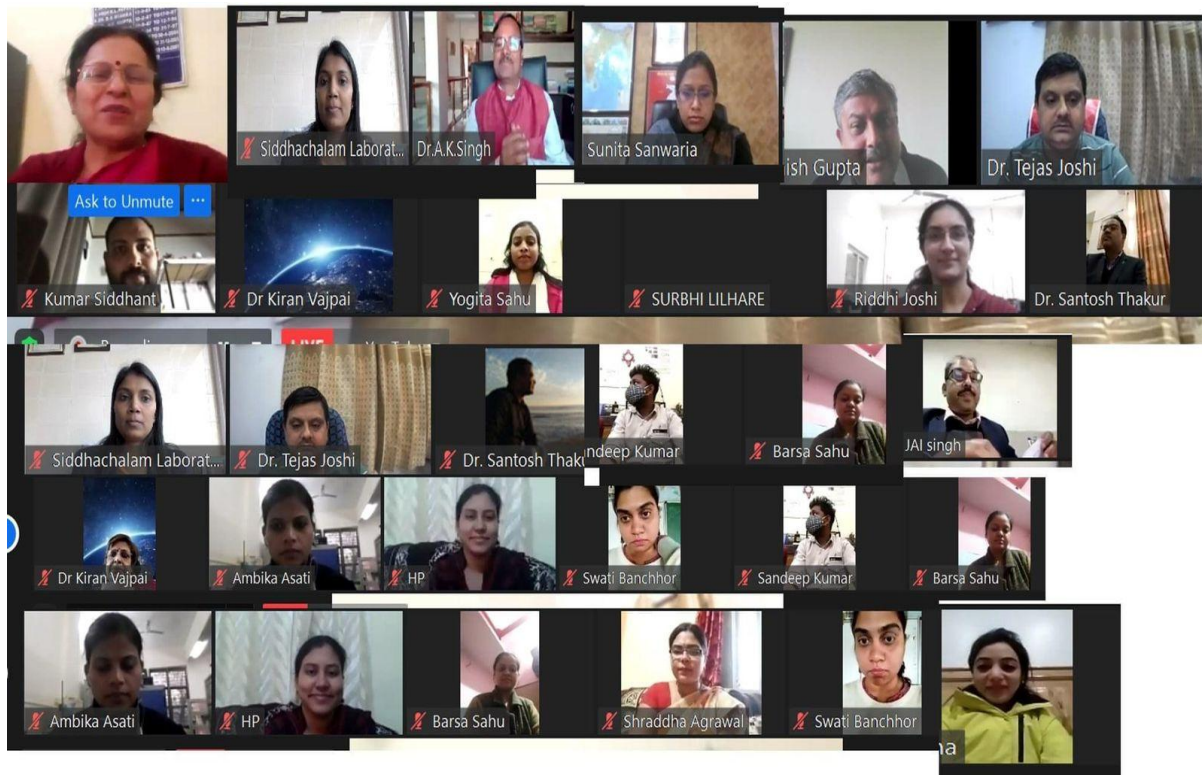 Siddhachalam Laborat...
Dr.A.K.Singh
Sunita Sanwaria
ish Gupta
Dr. Tejas Joshi
Ask to Unmute ...
Kumar Siddhant
Dr Kiran Vajpai
Yogita Sahu
SURBHI LILHARE
Riddhi Joshi
Dr. Santosh Thakur
LIVE
Siddhachalam Laborat...
Dr. Tejas Joshi
Dr. Santosh Thaku
ndeep Kumar
Barsa Sahu
JAI singh
Dr Kiran Vajpai
Ambika Asati
HP
Swati Banchhor
Sandeep Kumar
Barsa Sahu
Ambika Asati
HP
Barsa Sahu
Shraddha Agrawal
Swati Banchhor
na